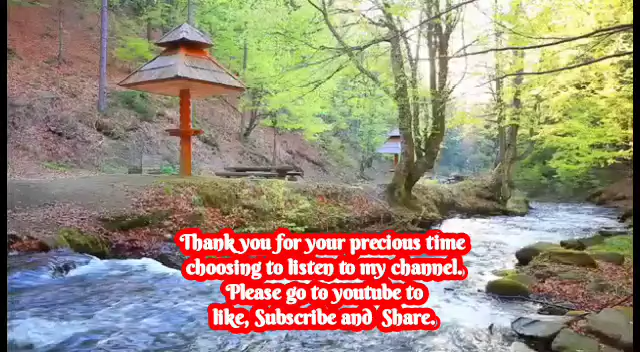 Thank you for your precious time
choosing to listen to my channel.
Please go to youtube to
like, Subscribe and Share.